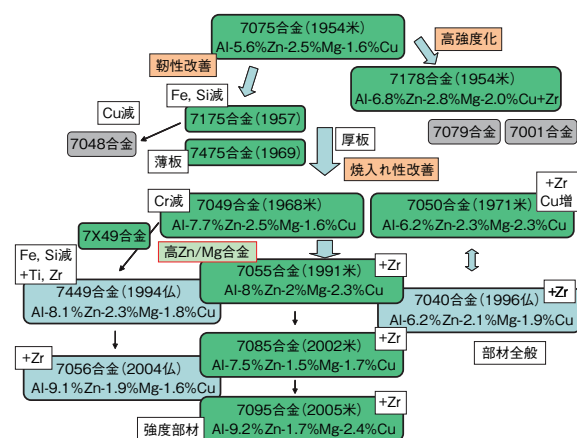 7075合金(1954米)
Al-5.6%Zn-2.5%Mg-1.6%Cu
高強度化
靭性改善
7178合金(1954米)
Al-6.8%Zn-2.8%Mg-2.0%Cu+Zr
Fe, Si減
Cu減
7175合金(1957)
7048合金
7079合金
7001合金
厚板
薄板
7475合金(1969)
焼入れ性改善
+Zr
Cu増
Cr減
7049合金(1968米)
Al-7.7%Zn-2.5%Mg-1.6%Cu
7050合金(1971米)
Al-6.2%Zn-2.3%Mg-2.3%Cu
7X49合金
高Zn/Mg合金
Fe, Si減
+Ti, Zr
7449合金(1994仏)
Al-8.1%Zn-2.3%Mg-1.8%Cu
+Zr
7055合金(1991米)
Al-8%Zn-2%Mg-2.3%Cu
+Zr
7040合金(1996仏)
Al-6.2%Zn-2.1%Mg-1.9%Cu
+Zr
7085合金(2002米)
Al-7.5%Zn-1.5%Mg-1.7%Cu
部材全般
+Zr
7056合金(2004仏)
Al-9.1%Zn-1.9%Mg-1.6%Cu
+Zr
7095合金(2005米)
Al-9.2%Zn-1.7%Mg-2.4%Cu
強度部材